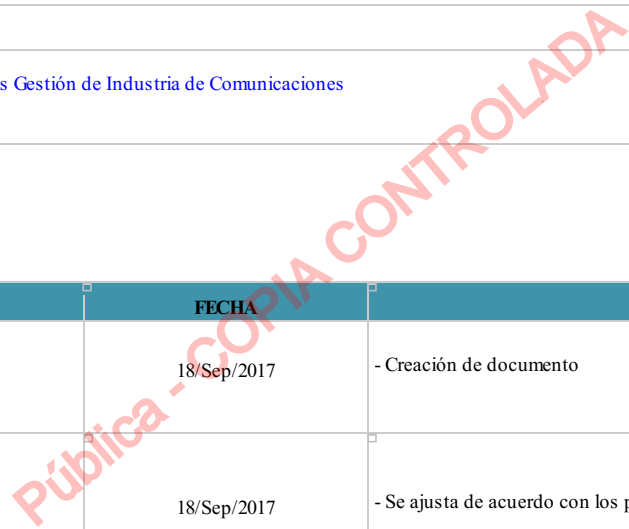 s Gestión de Industria de Comunicaciones
Pública - COPIA CONTROLADA
FECHA
18/Sep/2017 - Creación de documento
18/Sep/2017 - Se ajusta de acuerdo con los